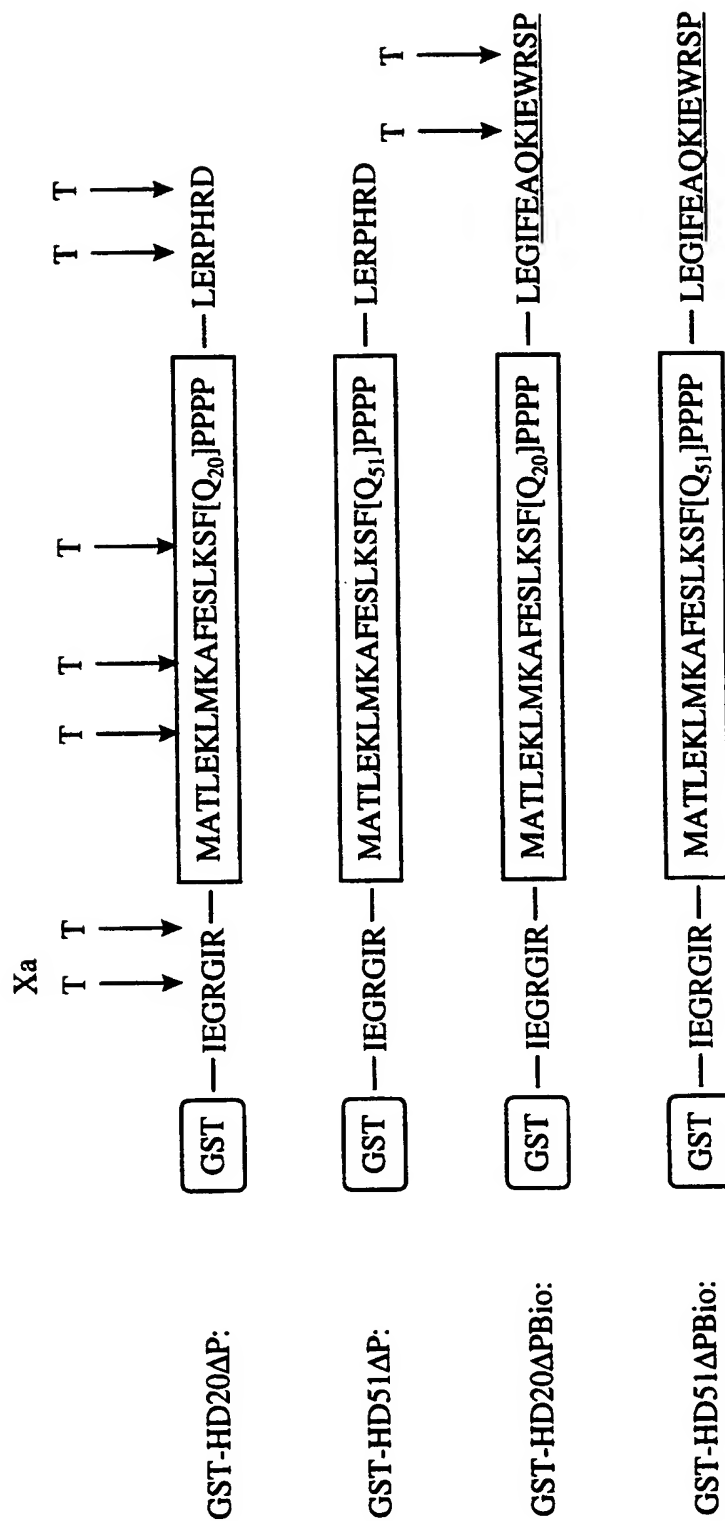 Xa
T T T T T T T
GST-HD20ΔP: GST — IEGRGIR — MATLEKLMKAFESLKSF[Q20]PPPP — LERPHRD
GST-HD51ΔP: GST — IEGRGIR — MATLEKLMKAFESLKSF[Q51]PPPP — LERPHRD
T T
GST-HD20ΔPBio: GST — IEGRGIR — MATLEKLMKAFESLKSF[Q20]PPPP — LEGIFEAQKIEWRSP
GST-HD51ΔPBio: GST — IEGRGIR — MATLEKLMKAFESLKSF[Q51]PPPP — LEGIFEAQKIEWRSP